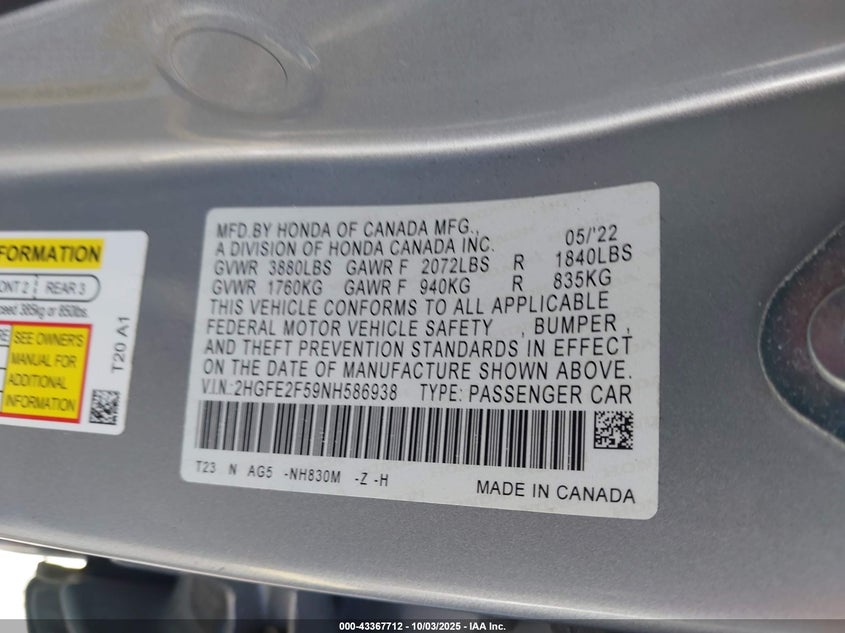 FORMATION
ONT 2 | REAR 3
exceed 385kg or 850lbs.
SEE OWNER'S
MANUAL FOR
ADDITIONAL
INFORMATION
T20 A1
MFD.BY HONDA OF CANADA MFG., 05/'22
A DIVISION OF HONDA CANADA INC.
GVWR 3880LBS GAWR F 2072LBS R 1840LBS
GVWR 1760KG GAWR F 940KG R 835KG
THIS VEHICLE CONFORMS TO ALL APPLICABLE
FEDERAL MOTOR VEHICLE SAFETY , BUMPER ,
AND THEFT PREVENTION STANDARDS IN EFFECT
ON THE DATE OF MANUFACTURE SHOWN ABOVE.
V.I.N.:2HGFE2F59NH586938 TYPE: PASSENGER CAR
T23 N AG5 -NH830M -Z -H
MADE IN CANADA
000-43367712 - 10/03/2025 - IAA Inc.